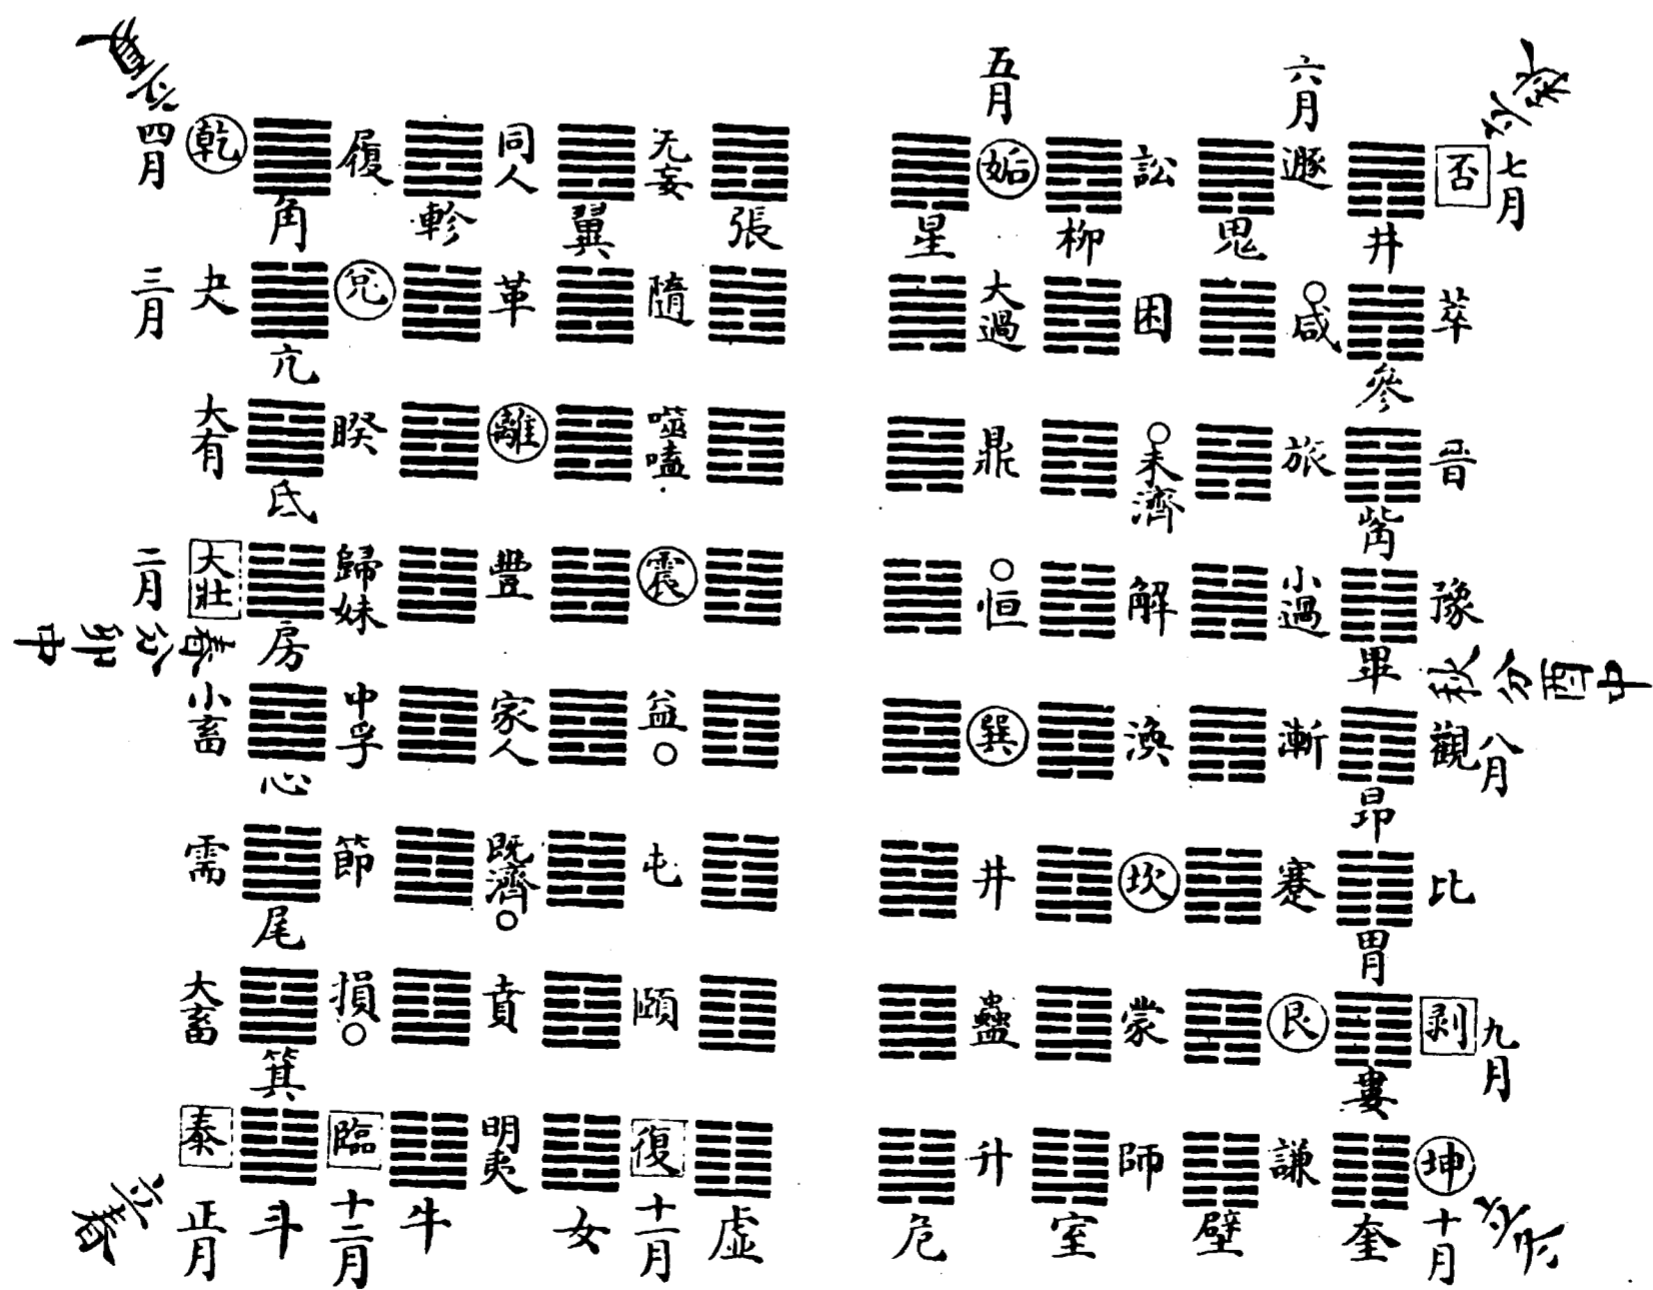 立夏
五月
六月
立秋
四月 乾 履 同人 无妄 姤 訟 遯 否 七月
角 軫 翼 張 星 柳 鬼 井
三月 夬 兌 革 隨 大過 困 咸 萃
亢 參
大有 睽 離 噬嗑 鼎 未濟 旅 晉
氐 觜
二月 大壯 歸妹 豐 震 恒 解 小過 豫
房 畢
春分卯中
秋分酉中
小畜 中孚 家人 益 巽 渙 漸 觀 八月
心 昴
需 節 既濟 屯 井 坎 蹇 比
尾 胃
大畜 損 賁 頤 蠱 蒙 艮 剥 九月
箕 婁
泰 臨 明夷 復 升 師 謙 坤
立春 正月 斗 十二月 牛 女 十一月 虛 危 室 壁 奎 十月 立冬